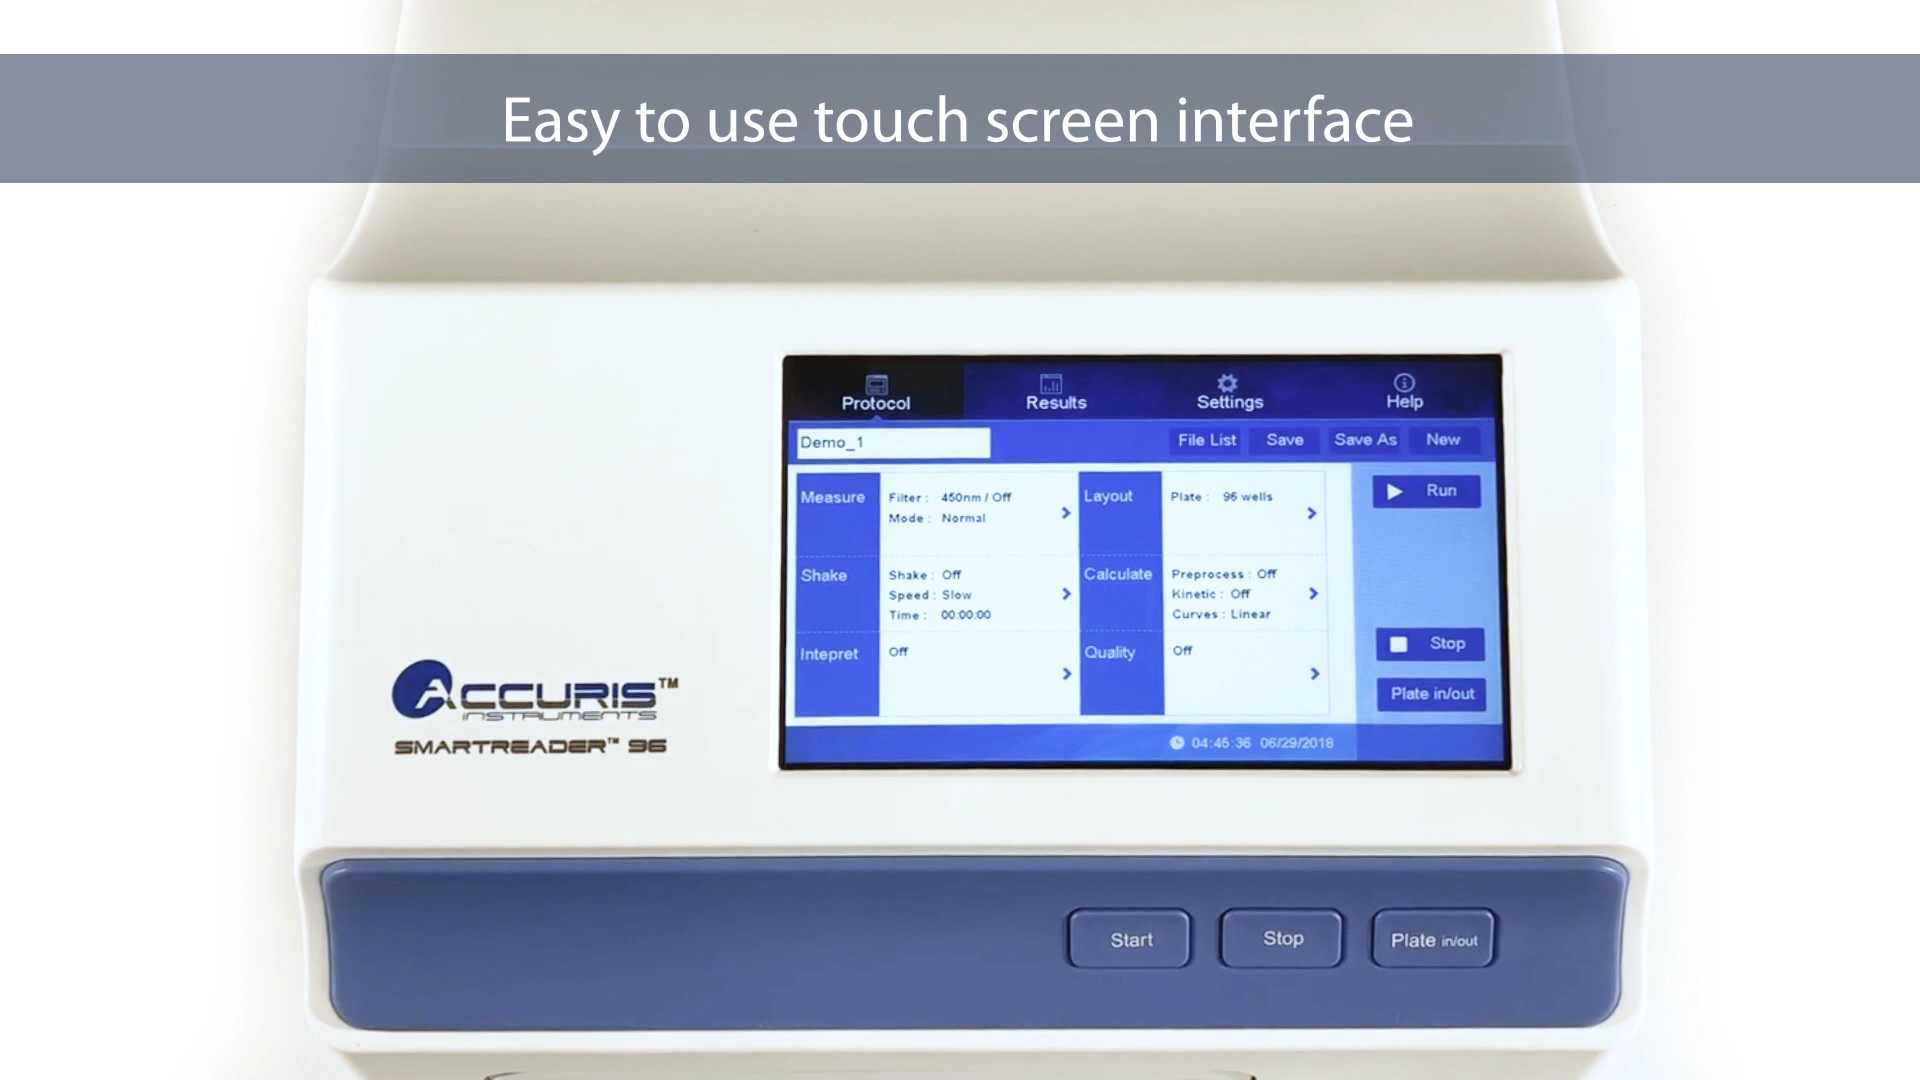 Easy to use touch screen interface
Protocol Results Settings Help
Demo_1 File List Save Save As New
Measure Filter : 450nm / Off
Mode : Normal
Layout Plate : 96 wells
Run
Shake Shake : Off
Speed : Slow
Time : 00:00:00
Calculate Preprocess : Off
Kinetic : Off
Curves : Linear
Stop
Intepret Off
Quality Off
Plate in/out
04:45:36 06/29/2018
ACCURIS™
INSTRUMENTS
SMARTREADER™ 96
Start Stop Plate in/out